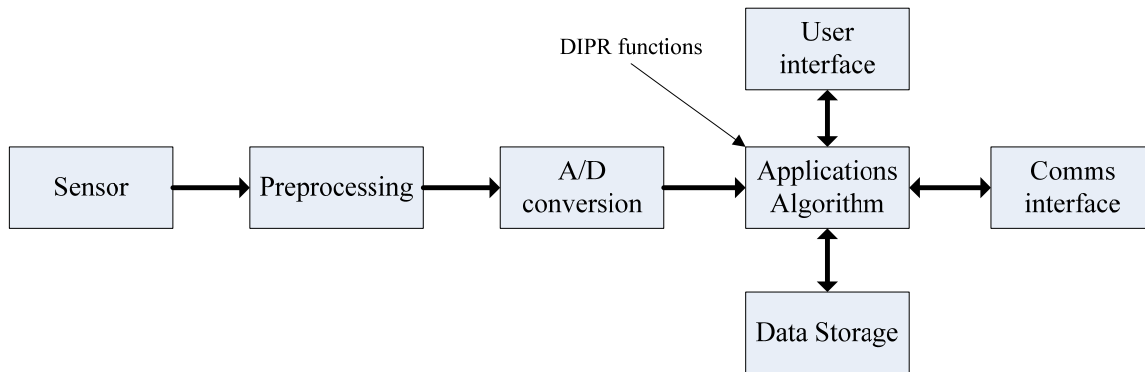 User
interface
DIPR functions
Sensor
Preprocessing
A/D
conversion
Applications
Algorithm
Comms
interface
Data Storage